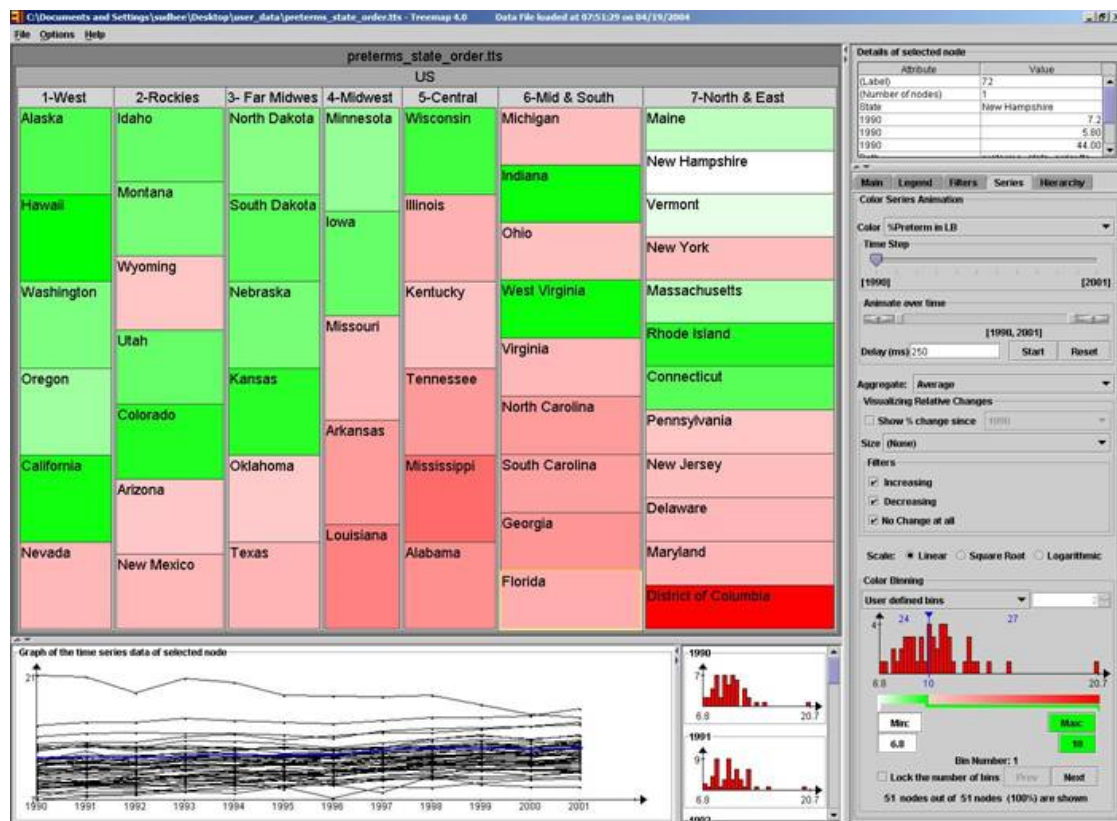 C:\Documents and Settings\sudhee\Desktop\user_data\preterms_state_order.tts - Treemap 4.0 Data File loaded at 07:51:29 on 04/19/2004
File Options Help
preterms_state_order.tts
US
1-West 2-Rockies 3- Far Midwes 4-Midwest 5-Central 6-Mid & South 7-North & East
Alaska
Hawaii
Washington
Oregon
California
Nevada
Idaho
Montana
Wyoming
Utah
Colorado
Arizona
New Mexico
North Dakota
South Dakota
Nebraska
Kansas
Oklahoma
Texas
Minnesota
Iowa
Missouri
Arkansas
Louisiana
Wisconsin
Illinois
Kentucky
Tennessee
Mississippi
Alabama
Michigan
Indiana
Ohio
West Virginia
Virginia
North Carolina
South Carolina
Georgia
Florida
Maine
New Hampshire
Vermont
New York
Massachusetts
Rhode Island
Connecticut
Pennsylvania
New Jersey
Delaware
Maryland
District of Columbia
Details of selected node
Attribute Value
(Label) 72
(Number of nodes) 1
State New Hampshire
1990 7.2
1990 5.80
1990 44.00
Main Legend Filters Series Hierarchy
Color Series Animation
Color %Preterm in LB
Time Step
[1990] [2001]
Animate over time
[1990, 2001]
Delay (ms) 250 Start Reset
Aggregate: Average
Visualizing Relative Changes
Show % change since 1990
Size (None)
Filters
Increasing
Decreasing
No Change at all
Scale: Linear Square Root Logarithmic
Color Binning
User defined bins 2
4 24 27
6.8 10 20.7
Min: Max:
6.8 10
Bin Number: 1
Lock the number of bins Prev Next
51 nodes out of 51 nodes (100%) are shown
Graph of the time series data of selected node
21
1990 1991 1992 1993 1994 1995 1996 1997 1998 1999 2000 2001
1990
7
6.8 20.7
1991
9
6.8 20.7
1992